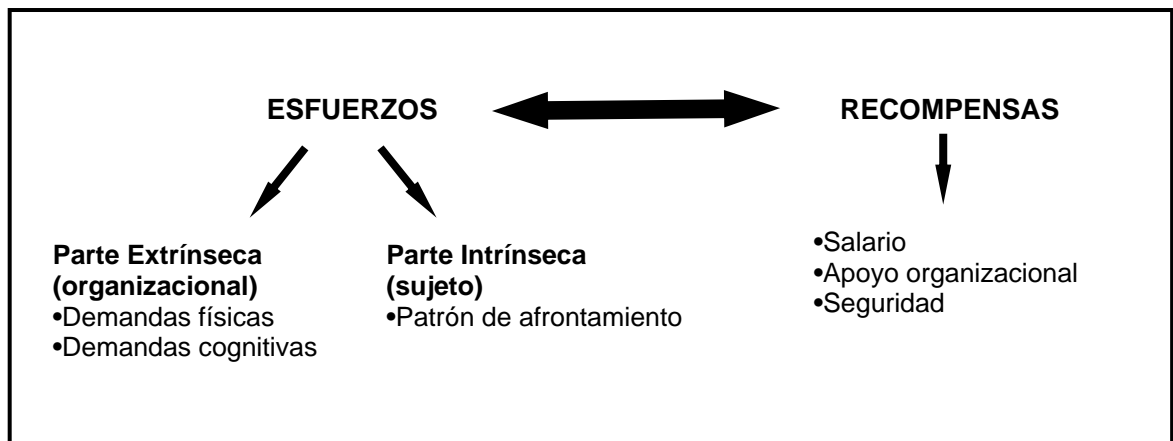 ESFUERZOS
RECOMPENSAS
Parte Extrínseca
(organizacional)
•Demandas físicas
•Demandas cognitivas
Parte Intrínseca
(sujeto)
•Patrón de afrontamiento
•Salario
•Apoyo organizacional
•Seguridad